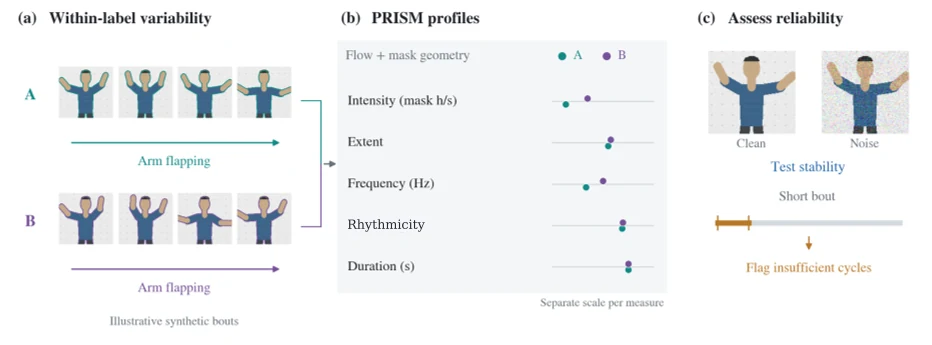 (a) Within-label variability
A
Arm flapping
B
Arm flapping
Illustrative synthetic bouts
(b) PRISM profiles
Flow + mask geometry
A B
Intensity (mask h/s)
Extent
Frequency (Hz)
Rhythmicity
Duration (s)
Separate scale per measure
(c) Assess reliability
Clean Noise
Test stability
Short bout
Flag insufficient cycles